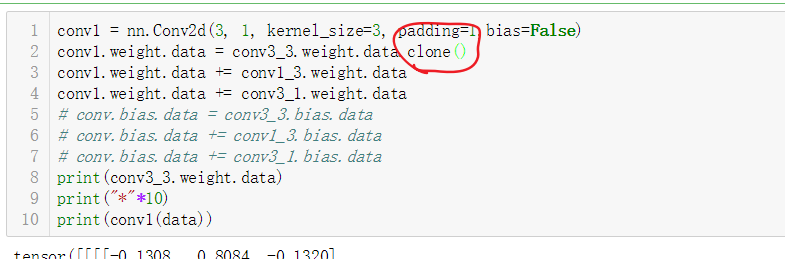 1 conv1 = nn.Conv2d(3, 1, kernel_size=3, padding=1, bias=False)
2 conv1.weight.data = conv3_3.weight.data.clone()
3 conv1.weight.data += conv1_3.weight.data
4 conv1.weight.data += conv3_1.weight.data
5 # conv.bias.data = conv3_3.bias.data
6 # conv.bias.data += conv1_3.bias.data
7 # conv.bias.data += conv3_1.bias.data
8 print(conv3_3.weight.data)
9 print("*"*10)
10 print(conv1(data))
tensor([[[[-0.1308, 0.8084, -0.1320]